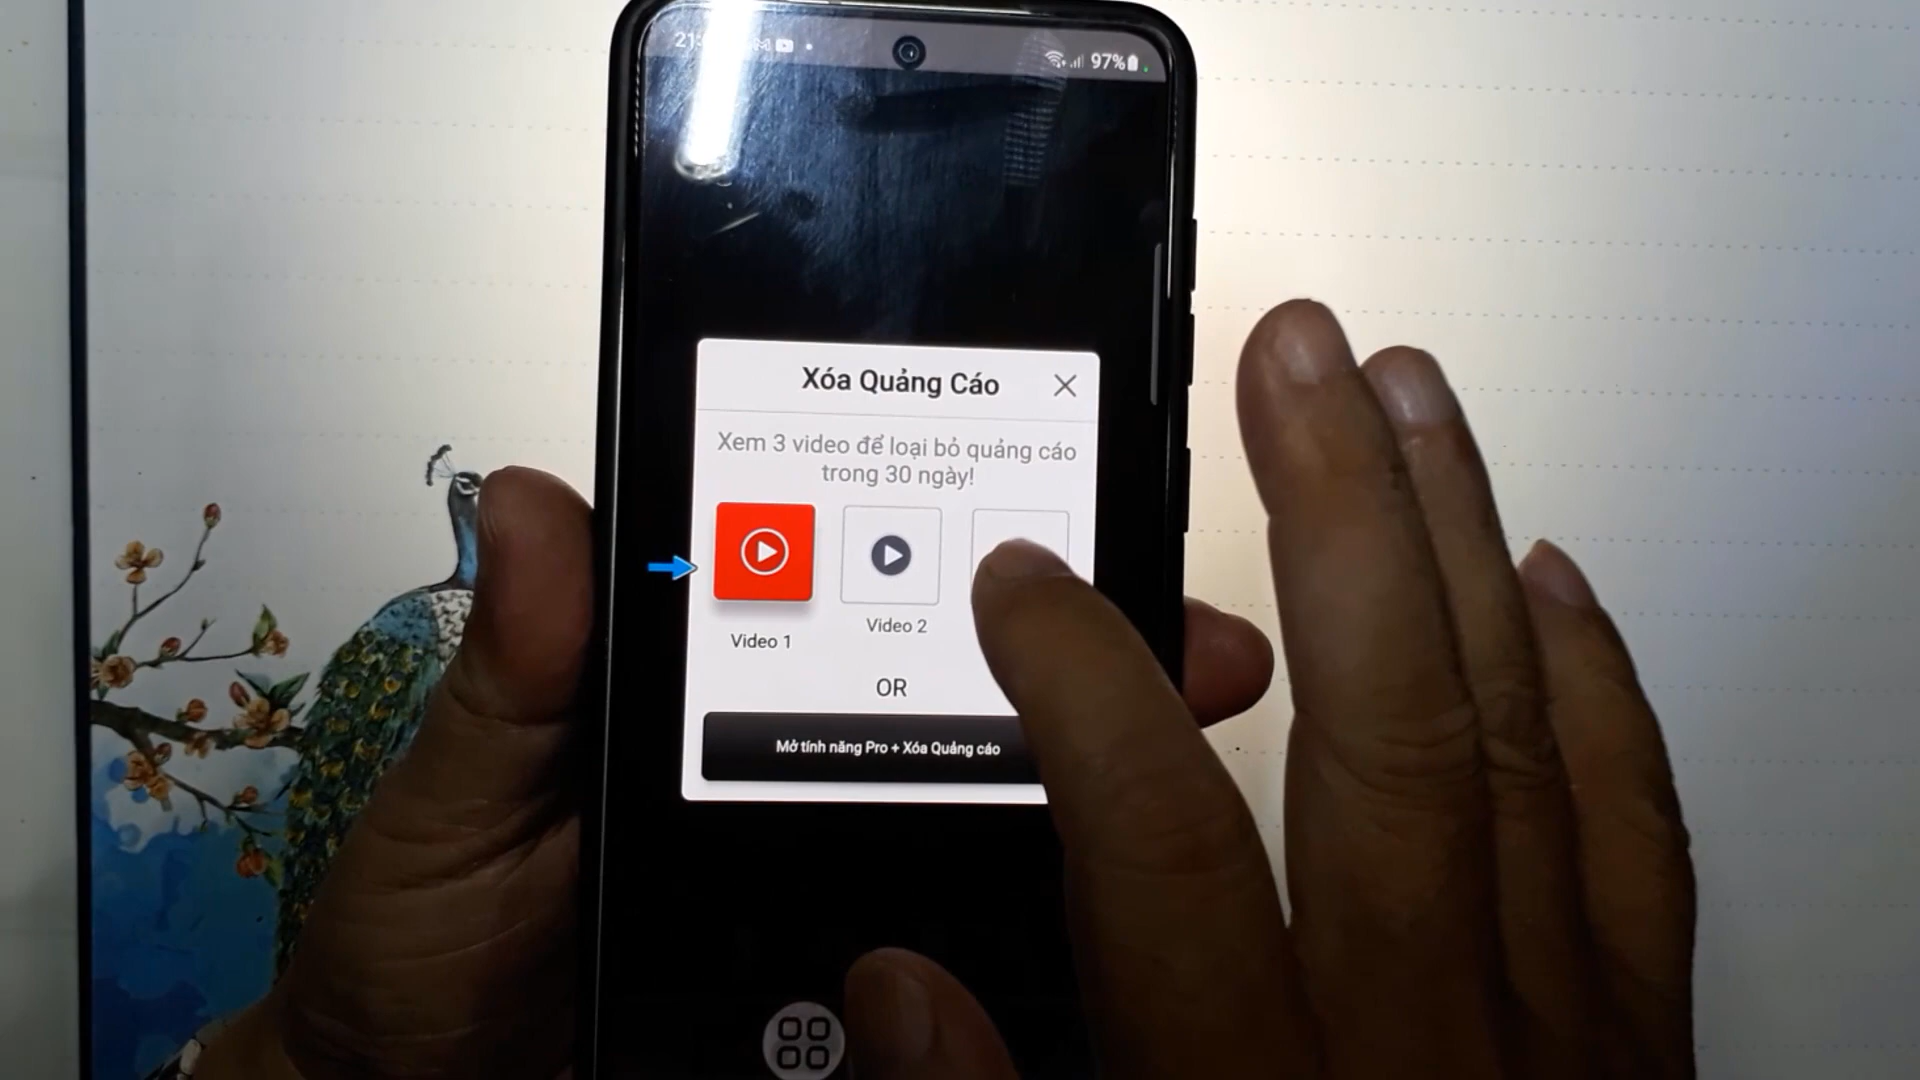 97%
Xóa Quảng Cáo
Xem 3 video để loại bỏ quảng cáo
trong 30 ngày!
Video 1
Video 2
OR
Mở tính năng Pro + Xóa Quảng cáo